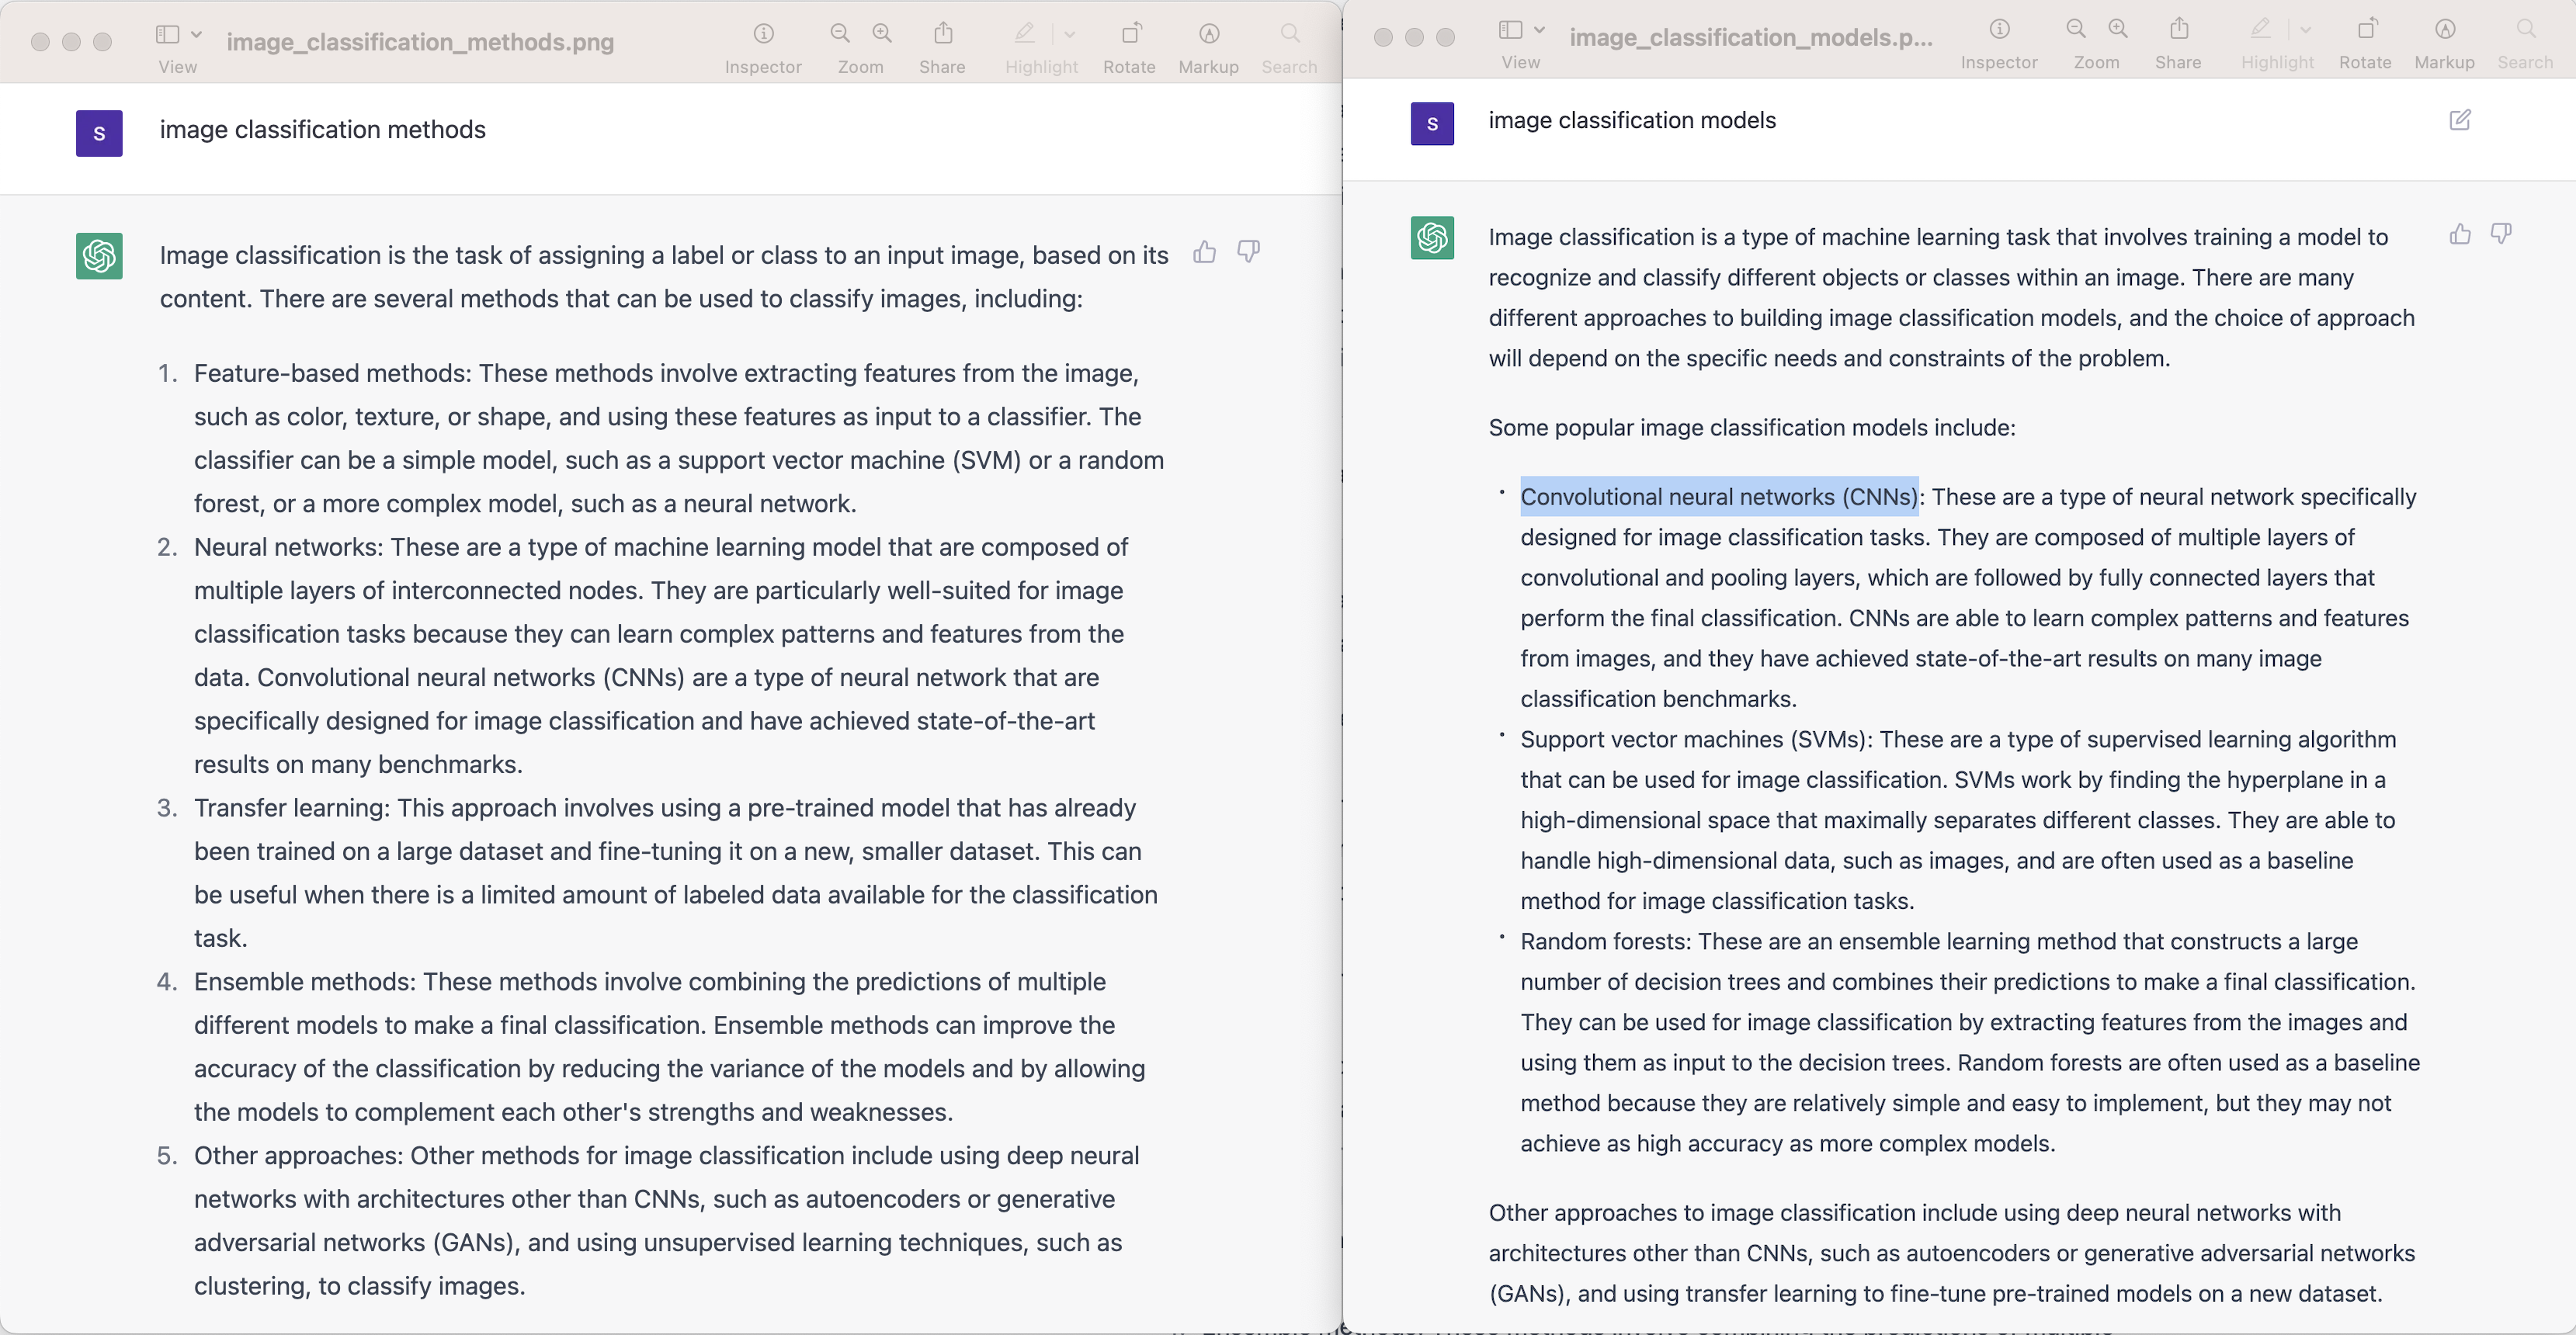 image_classification_methods.png
View
Inspector
Zoom
Share
Highlight
Rotate
Markup
Search
S
image classification methods
Image classification is the task of assigning a label or class to an input image, based on its
content. There are several methods that can be used to classify images, including:
1. Feature-based methods: These methods involve extracting features from the image,
such as color, texture, or shape, and using these features as input to a classifier. The
classifier can be a simple model, such as a support vector machine (SVM) or a random
forest, or a more complex model, such as a neural network.
2. Neural networks: These are a type of machine learning model that are composed of
multiple layers of interconnected nodes. They are particularly well-suited for image
classification tasks because they can learn complex patterns and features from the
data. Convolutional neural networks (CNNs) are a type of neural network that are
specifically designed for image classification and have achieved state-of-the-art
results on many benchmarks.
3. Transfer learning: This approach involves using a pre-trained model that has already
been trained on a large dataset and fine-tuning it on a new, smaller dataset. This can
be useful when there is a limited amount of labeled data available for the classification
task.
4. Ensemble methods: These methods involve combining the predictions of multiple
different models to make a final classification. Ensemble methods can improve the
accuracy of the classification by reducing the variance of the models and by allowing
the models to complement each other's strengths and weaknesses.
5. Other approaches: Other methods for image classification include using deep neural
networks with architectures other than CNNs, such as autoencoders or generative
adversarial networks (GANs), and using unsupervised learning techniques, such as
clustering, to classify images.
image_classification_models.p...
View
Inspector
Zoom
Share
Highlight
Rotate
Markup
Search
S
image classification models
Image classification is a type of machine learning task that involves training a model to
recognize and classify different objects or classes within an image. There are many
different approaches to building image classification models, and the choice of approach
will depend on the specific needs and constraints of the problem.
Some popular image classification models include:
• Convolutional neural networks (CNNs): These are a type of neural network specifically
designed for image classification tasks. They are composed of multiple layers of
convolutional and pooling layers, which are followed by fully connected layers that
perform the final classification. CNNs are able to learn complex patterns and features
from images, and they have achieved state-of-the-art results on many image
classification benchmarks.
• Support vector machines (SVMs): These are a type of supervised learning algorithm
that can be used for image classification. SVMs work by finding the hyperplane in a
high-dimensional space that maximally separates different classes. They are able to
handle high-dimensional data, such as images, and are often used as a baseline
method for image classification tasks.
• Random forests: These are an ensemble learning method that constructs a large
number of decision trees and combines their predictions to make a final classification.
They can be used for image classification by extracting features from the images and
using them as input to the decision trees. Random forests are often used as a baseline
method because they are relatively simple and easy to implement, but they may not
achieve as high accuracy as more complex models.
Other approaches to image classification include using deep neural networks with
architectures other than CNNs, such as autoencoders or generative adversarial networks
(GANs), and using transfer learning to fine-tune pre-trained models on a new dataset.